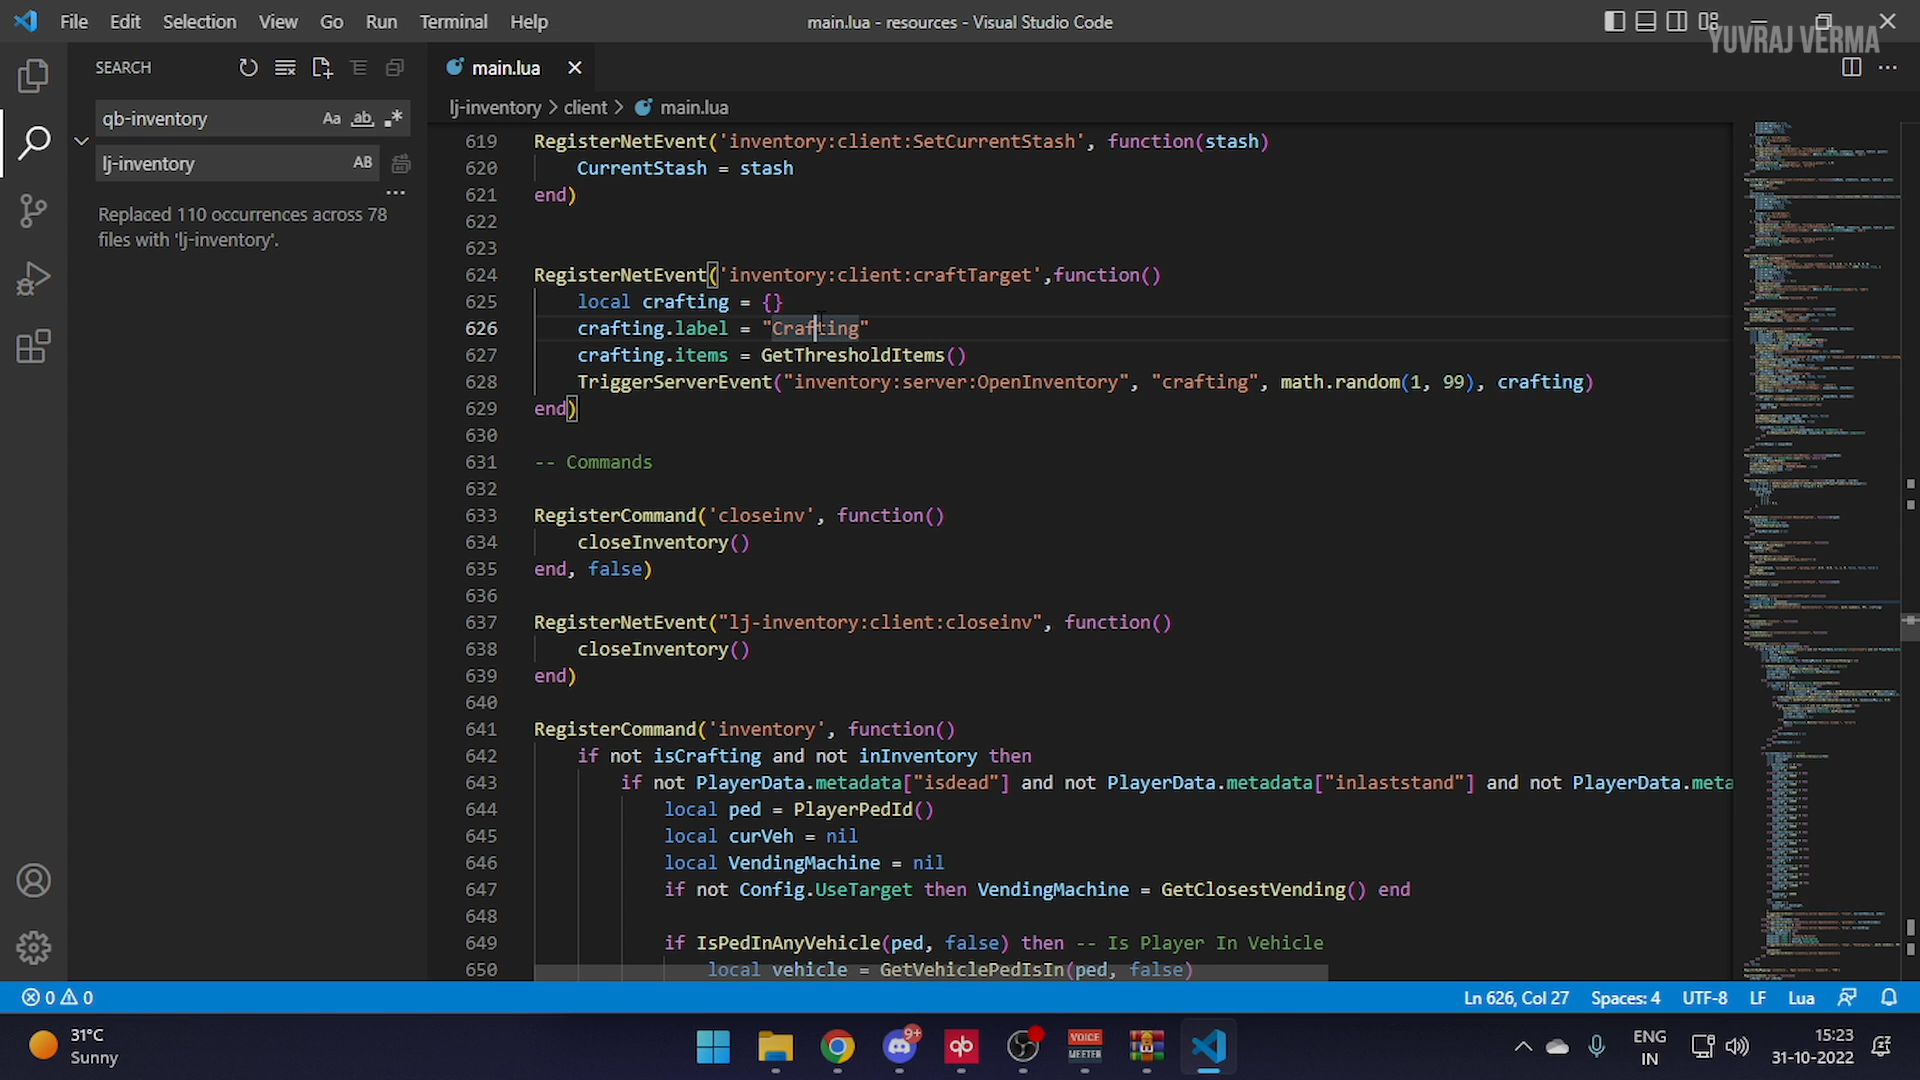 File Edit Selection View Go Run Terminal Help
main.lua - resources - Visual Studio Code
YUVRAJ VERMA
SEARCH
main.lua
qb-inventory Aa ab
lj-inventory AB
Replaced 110 occurrences across 78
files with 'lj-inventory'.
lj-inventory > client > main.lua
619 RegisterNetEvent('inventory:client:SetCurrentStash', function(stash)
620 CurrentStash = stash
621 end)
622
623
624 RegisterNetEvent('inventory:client:craftTarget',function()
625 local crafting = {}
626 crafting.label = "Crafting"
627 crafting.items = GetThresholdItems()
628 TriggerServerEvent("inventory:server:OpenInventory", "crafting", math.random(1, 99), crafting)
629 end)
630
631 -- Commands
632
633 RegisterCommand('closeinv', function()
634 closeInventory()
635 end, false)
636
637 RegisterNetEvent("lj-inventory:client:closeinv", function()
638 closeInventory()
639 end)
640
641 RegisterCommand('inventory', function()
642 if not isCrafting and not inInventory then
643 if not PlayerData.metadata["isdead"] and not PlayerData.metadata["inlaststand"] and not PlayerData.meta
644 local ped = PlayerPedId()
645 local curVeh = nil
646 local VendingMachine = nil
647 if not Config.UseTarget then VendingMachine = GetClosestVending() end
648
649 if IsPedInAnyVehicle(ped, false) then -- Is Player In Vehicle
650 local vehicle = GetVehiclePedIsIn(ped, false)
0 0
Ln 626, Col 27 Spaces: 4 UTF-8 LF Lua
31°C
Sunny
9+
qb
VOICE
MEETER
ENG
IN
15:23
31-10-2022